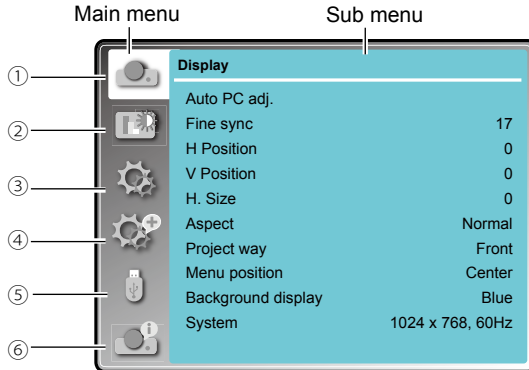 Main menu Sub menu
① Display
Auto PC adj.
② Fine sync 17
H Position 0
③ V Position 0
H. Size 0
④ Aspect Normal
Project way Front
⑤ Menu position Center
Background display Blue
⑥ System 1024 x 768, 60Hz